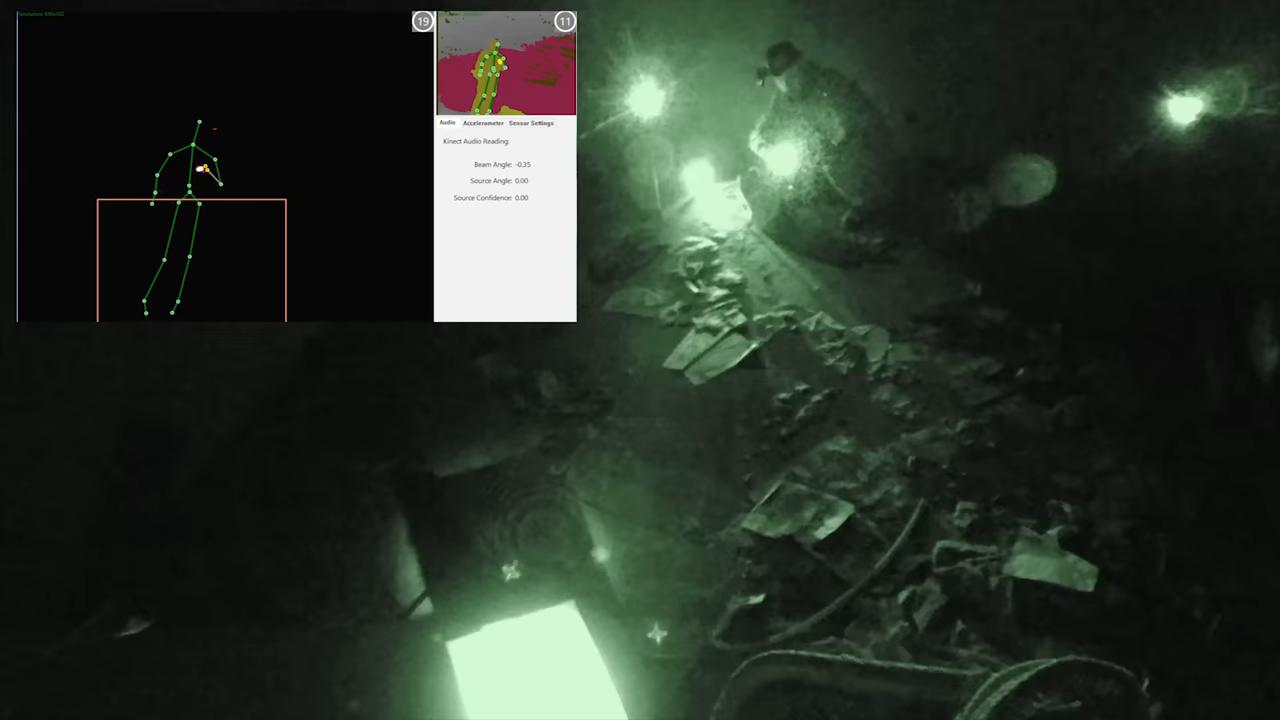 19
11
Audio Accelerometer Sensor Settings
Kinect Audio Reading:
Beam Angle: -0.35
Source Angle: 0.00
Source Confidence: 0.00